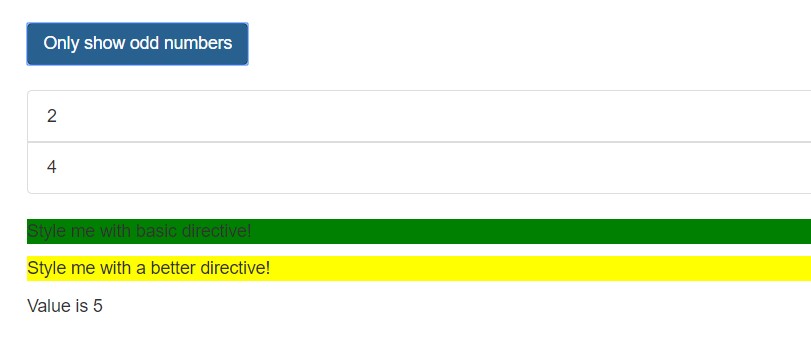 Only show odd numbers
2
4
Style me with basic directive!
Style me with a better directive!
Value is 5